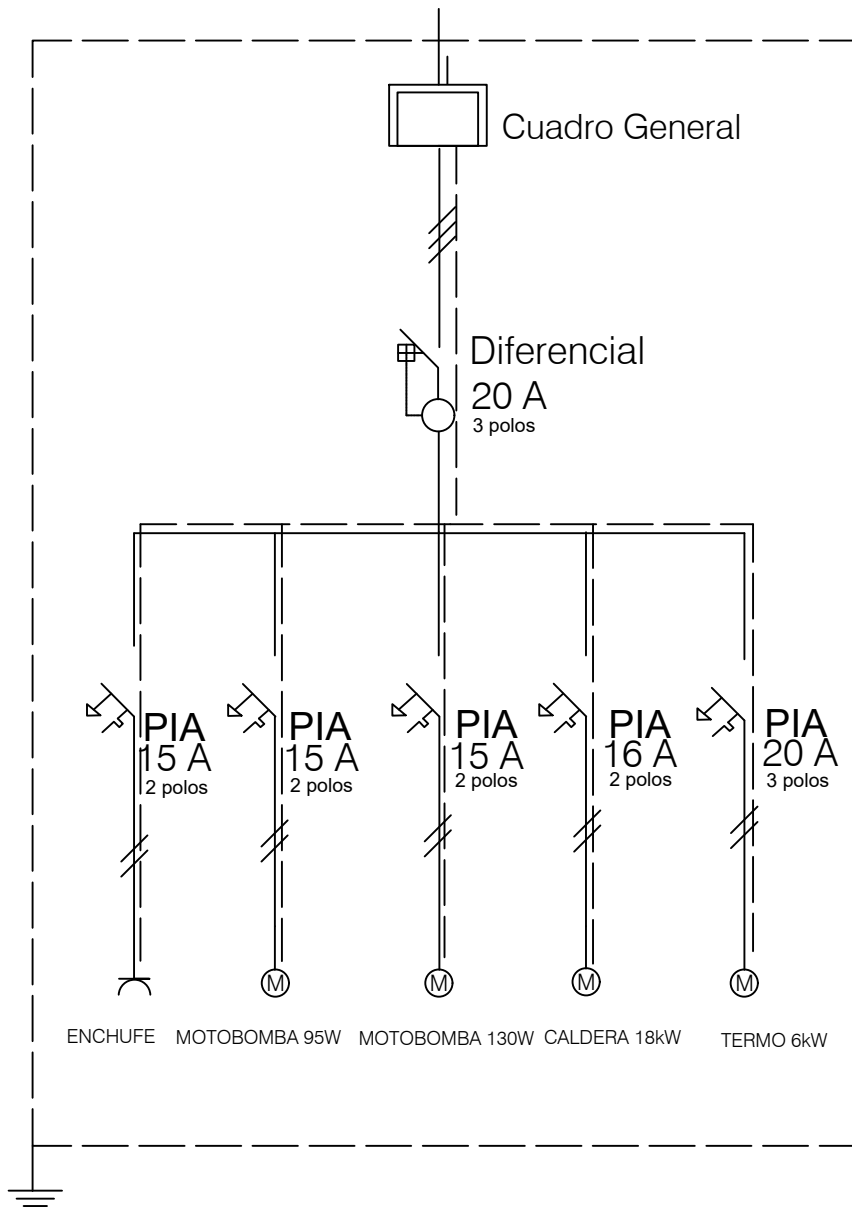 Cuadro General
Diferencial
20 A
3 polos
PIA
15 A
2 polos
PIA
15 A
2 polos
PIA
15 A
2 polos
PIA
16 A
2 polos
PIA
20 A
3 polos
M
M
M
M
ENCHUFE
MOTOBOMBA 95W
MOTOBOMBA 130W
CALDERA 18kW
TERMO 6kW